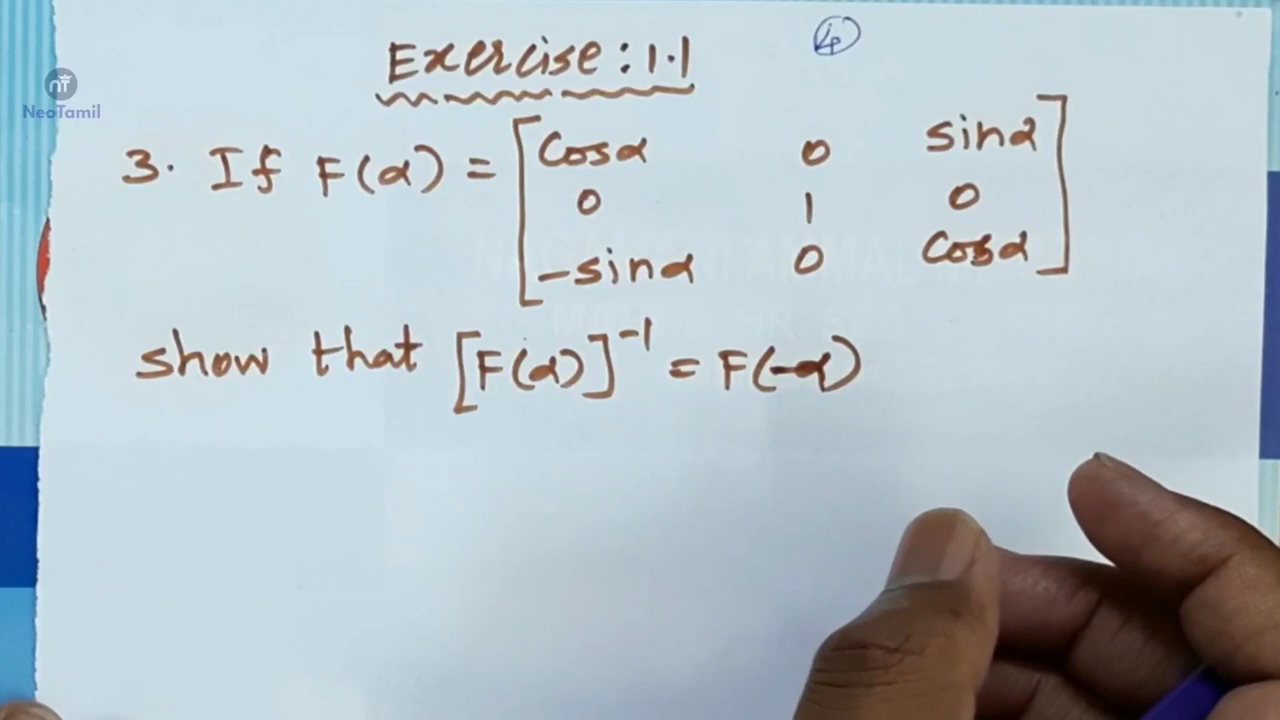 Exercise: 1.1
NeoTamil
3. If F(α) = [cosα 0 sinα
0 1 0
-sinα 0 cosα]
show that [F(α)]⁻¹ = F(-α)